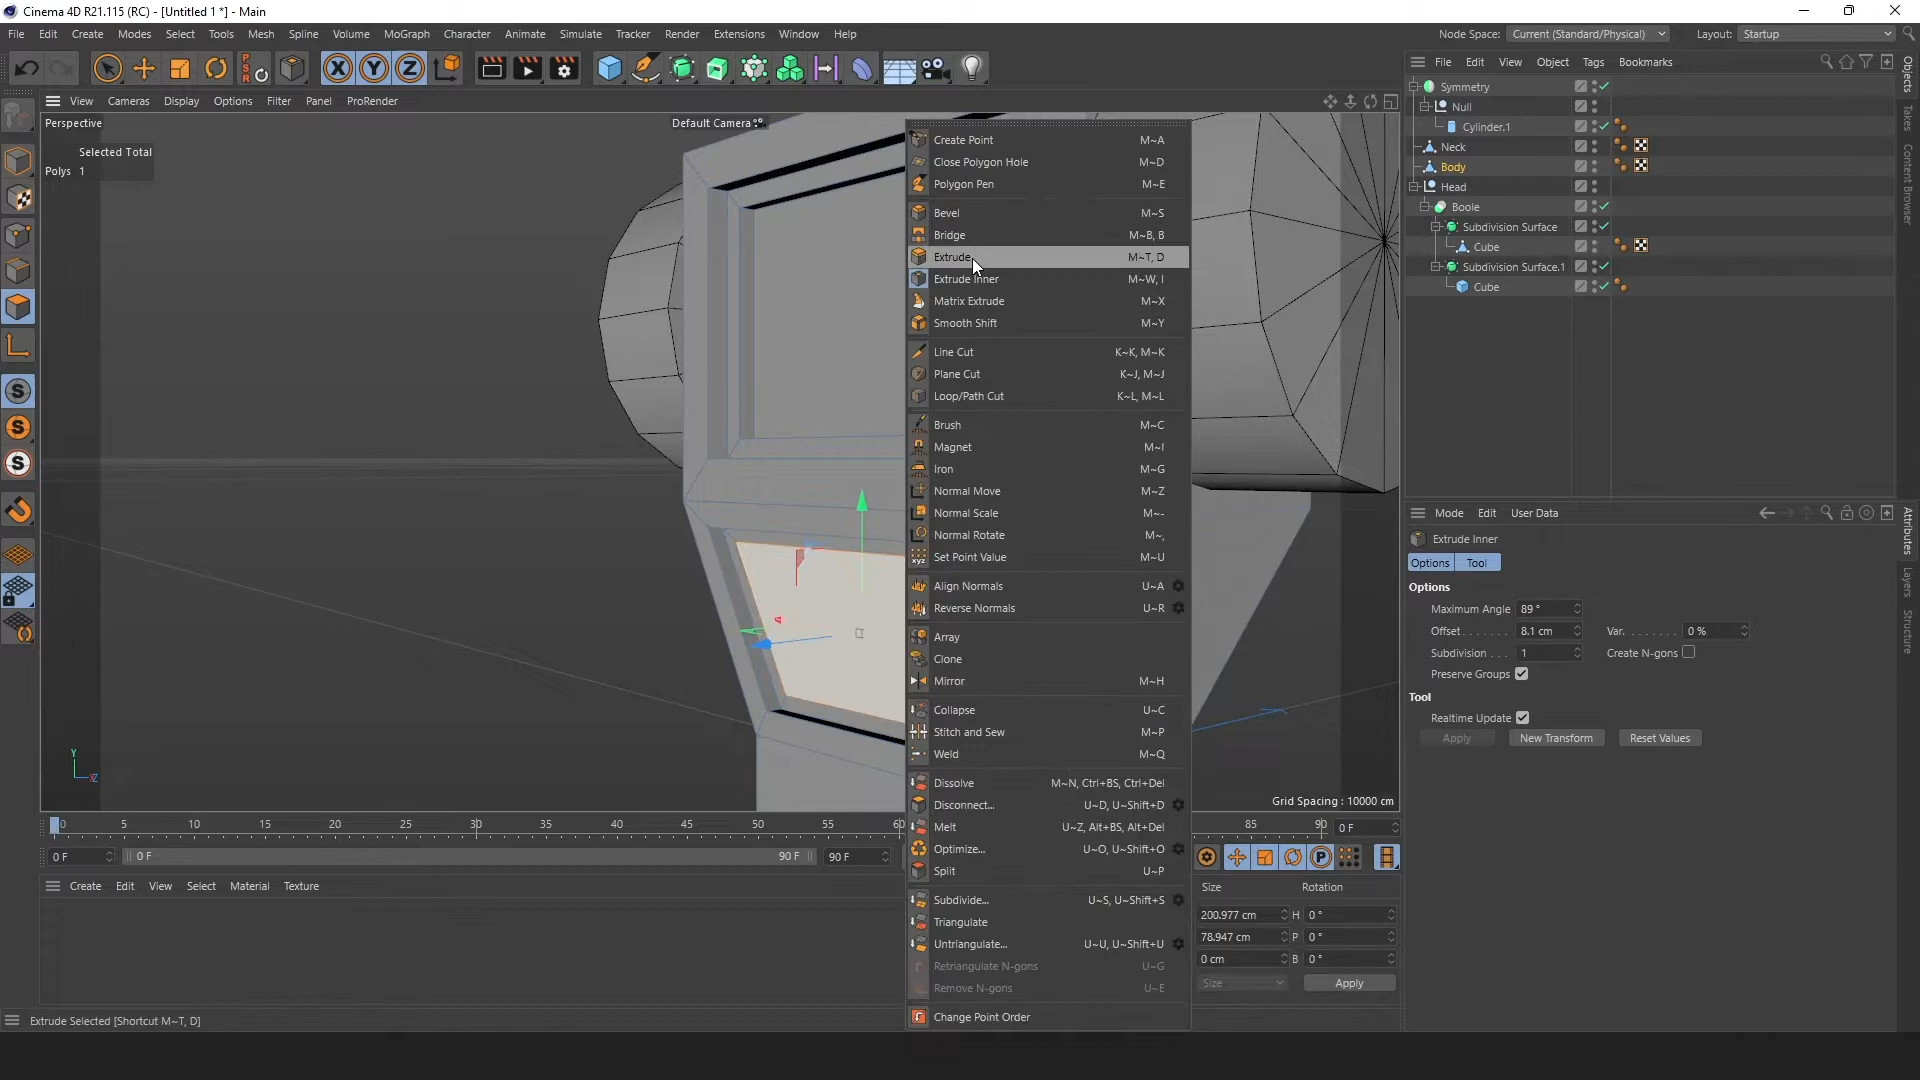 Cinema 4D R21.115 (RC) - [Untitled 1 *] - Main
File Edit Create Modes Select Tools Mesh Spline Volume MoGraph Character Animate Simulate Tracker Render Extensions Window Help
Node Space: Current (Standard/Physical) Layout: Startup
File Edit View Object Tags Bookmarks
View Cameras Display Options Filter Panel ProRender
Perspective
Default Camera
Selected Total
Polys 1
Create Point M~A
Close Polygon Hole M~D
Polygon Pen M~E
Bevel M~S
Bridge M~B, B
Extrude M~T, D
Extrude Inner M~W, I
Matrix Extrude M~X
Smooth Shift M~Y
Line Cut K~K, M~K
Plane Cut K~J, M~J
Loop/Path Cut K~L, M~L
Brush M~C
Magnet M~I
Iron M~G
Normal Move M~Z
Normal Scale M~-
Normal Rotate M~,
Set Point Value M~U
Align Normals U~A
Reverse Normals U~R
Array
Clone
Mirror M~H
Collapse U~C
Stitch and Sew M~P
Weld M~Q
Dissolve M~N, Ctrl+BS, Ctrl+Del
Disconnect... U~D, U~Shift+D
Melt U~Z, Alt+BS, Alt+Del
Optimize... U~O, U~Shift+O
Split U~P
Subdivide... U~S, U~Shift+S
Triangulate
Untriangulate... U~U, U~Shift+U
Retriangulate N-gons U~G
Remove N-gons U~E
Change Point Order
Symmetry
Null
Cylinder.1
Neck
Body
Head
Boole
Subdivision Surface
Cube
Subdivision Surface.1
Cube
Objects
Takes
Content Browser
Mode Edit User Data
Extrude Inner
Options Tool
Options
Maximum Angle 89 °
Offset 8.1 cm Var. 0 %
Subdivision 1 Create N-gons
Preserve Groups
Tool
Realtime Update
Apply New Transform Reset Values
Attributes
Layers
Structure
Y
Z
Grid Spacing : 10000 cm
0 5 10 15 20 25 30 35 40 45 50 55 60 85 90 0 F
0 F 0 F 90 F 90 F
Create Edit View Select Material Texture
Size Rotation
200.977 cm H 0 °
78.947 cm P 0 °
0 cm B 0 °
Size Apply
Extrude Selected [Shortcut M~T, D]